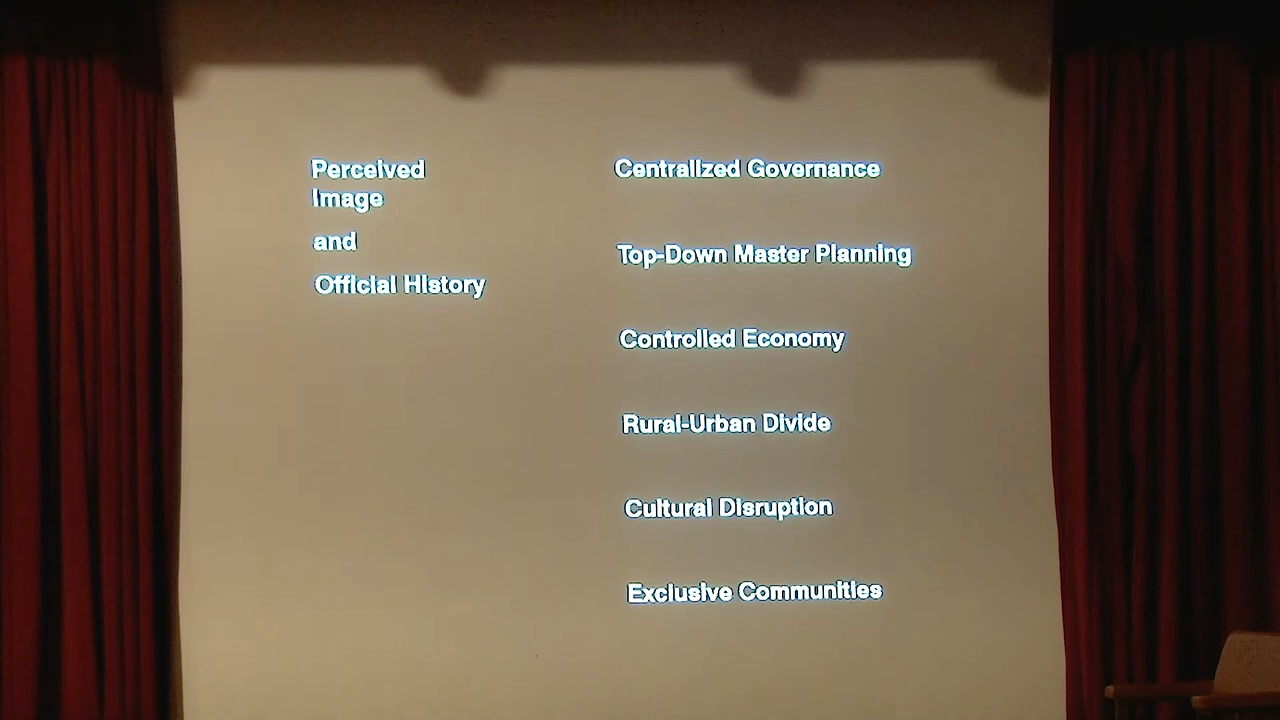 Perceived
Image
and
Official History
Centralized Governance
Top-Down Master Planning
Controlled Economy
Rural-Urban Divide
Cultural Disruption
Exclusive Communities